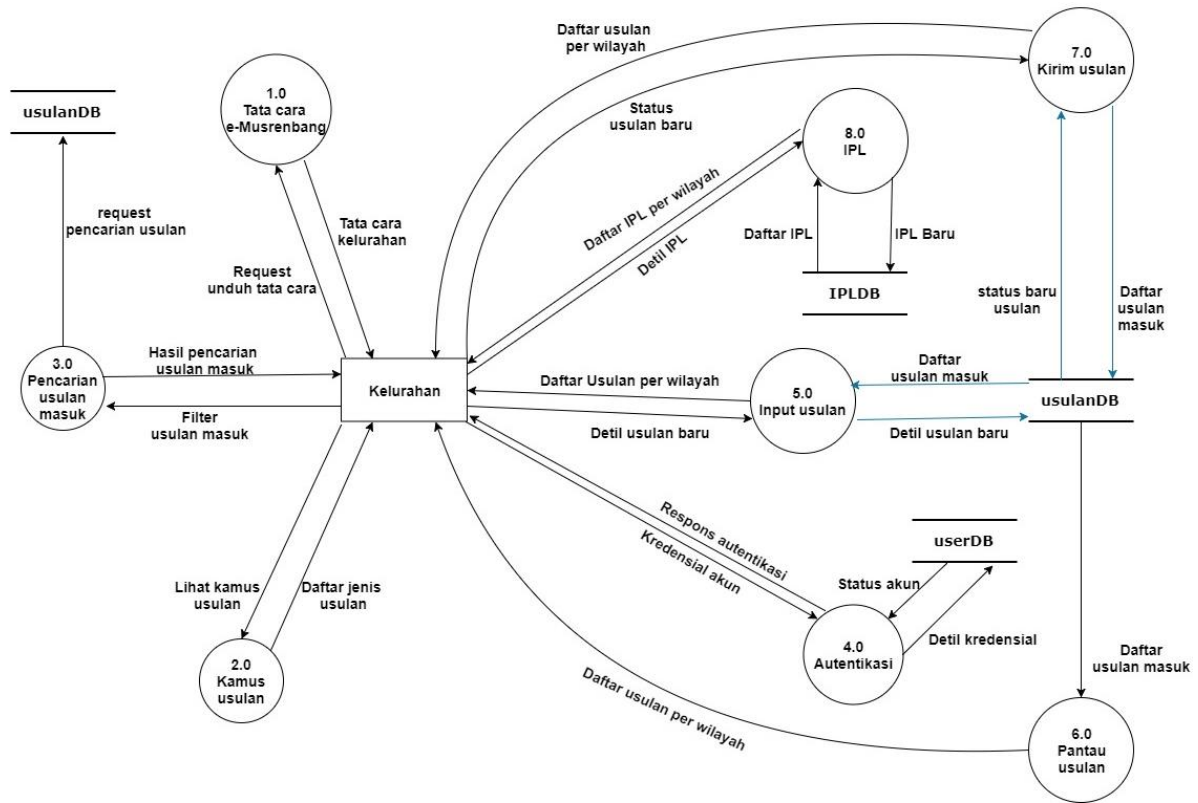 Daftar usulan
per wilayah
7.0
Kirim usulan
usulanDB
1.0
Tata cara
e-Musrenbang
Status
usulan baru
8.0
IPL
request
pencarian usulan
Tata cara
kelurahan
Daftar IPL per wilayah
Detil IPL
Daftar IPL
IPL Baru
Request
unduh tata cara
IPLDB
status baru
usulan
Daftar
usulan
masuk
3.0
Pencarian
usulan
masuk
Hasil pencarian
usulan masuk
Kelurahan
Daftar Usulan per wilayah
5.0
Input usulan
Daftar
usulan masuk
usulanDB
Filter
usulan masuk
Detil usulan baru
Detil usulan baru
Respons autentikasi
Kredensial akun
userDB
Status akun
Lihat kamus
usulan
Daftar jenis
usulan
4.0
Autentikasi
Detil kredensial
2.0
Kamus
usulan
Daftar usulan per wilayah
Daftar
usulan masuk
6.0
Pantau
usulan